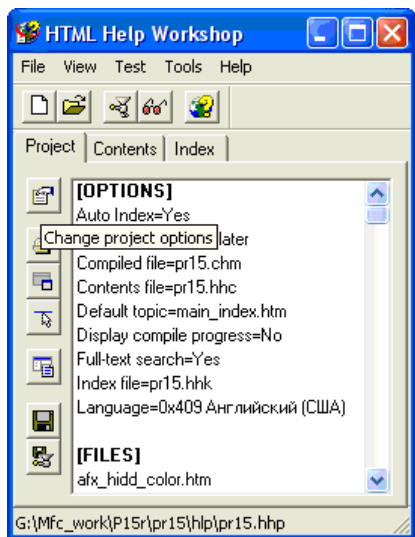 HTML Help Workshop
File View Test Tools Help
Project Contents Index
[OPTIONS]
Auto Index=Yes
Change project options later
Compiled file=pr15.chm
Contents file=pr15.hhc
Default topic=main_index.htm
Display compile progress=No
Full-text search=Yes
Index file=pr15.hhk
Language=0x409 Английский (США)
[FILES]
afx_hidd_color.htm
G:\Mfc_work\P15r\pr15\hlp\pr15.hhp